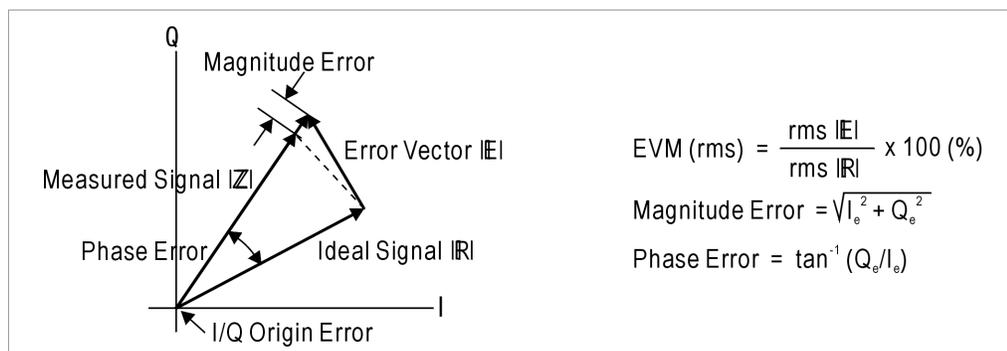 Q
Magnitude Error
Error Vector |E|
Measured Signal |Z|
Phase Error
Ideal Signal |R|
I
I/Q Origin Error
EVM (rms) = rms |E| / rms |R| x 100 (%)
Magnitude Error = √Iₑ² + Qₑ²
Phase Error = tan⁻¹ (Qₑ/Iₑ)